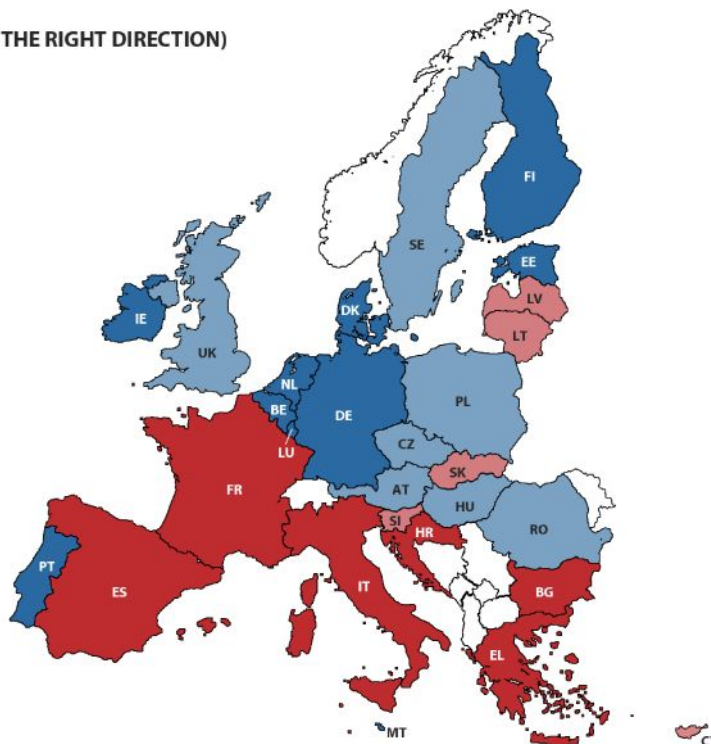 THE RIGHT DIRECTION)
FI
SE
EE
LV
DK
IE
LT
UK
NL
PL
BE
DE
CZ
LU
SK
FR
AT
HU
SI
RO
HR
PT
IT
ES
BG
EL
MT
C